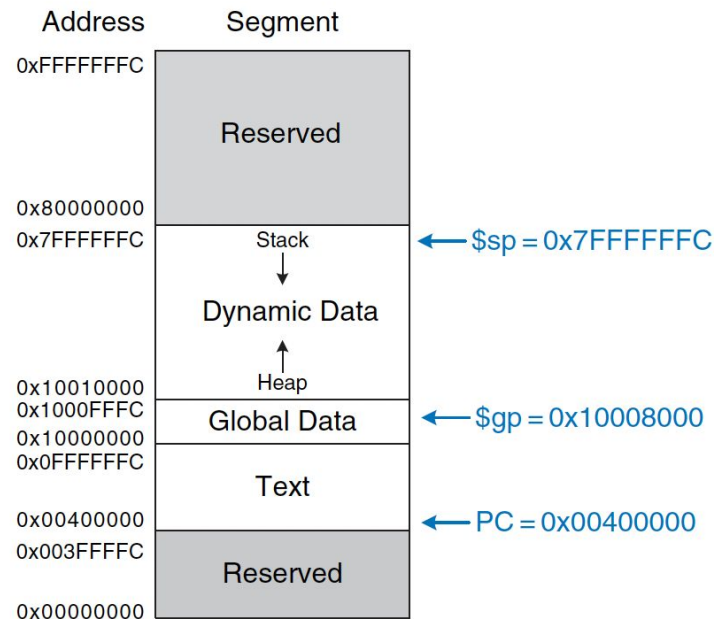 Address Segment
0xFFFFFFFC
Reserved
0x80000000
0x7FFFFFFC Stack $sp = 0x7FFFFFFC
Dynamic Data
Heap
0x10010000
0x1000FFFC
Global Data $gp = 0x10008000
0x10000000
0x0FFFFFFC
Text
0x00400000 PC = 0x00400000
0x003FFFFC
Reserved
0x00000000